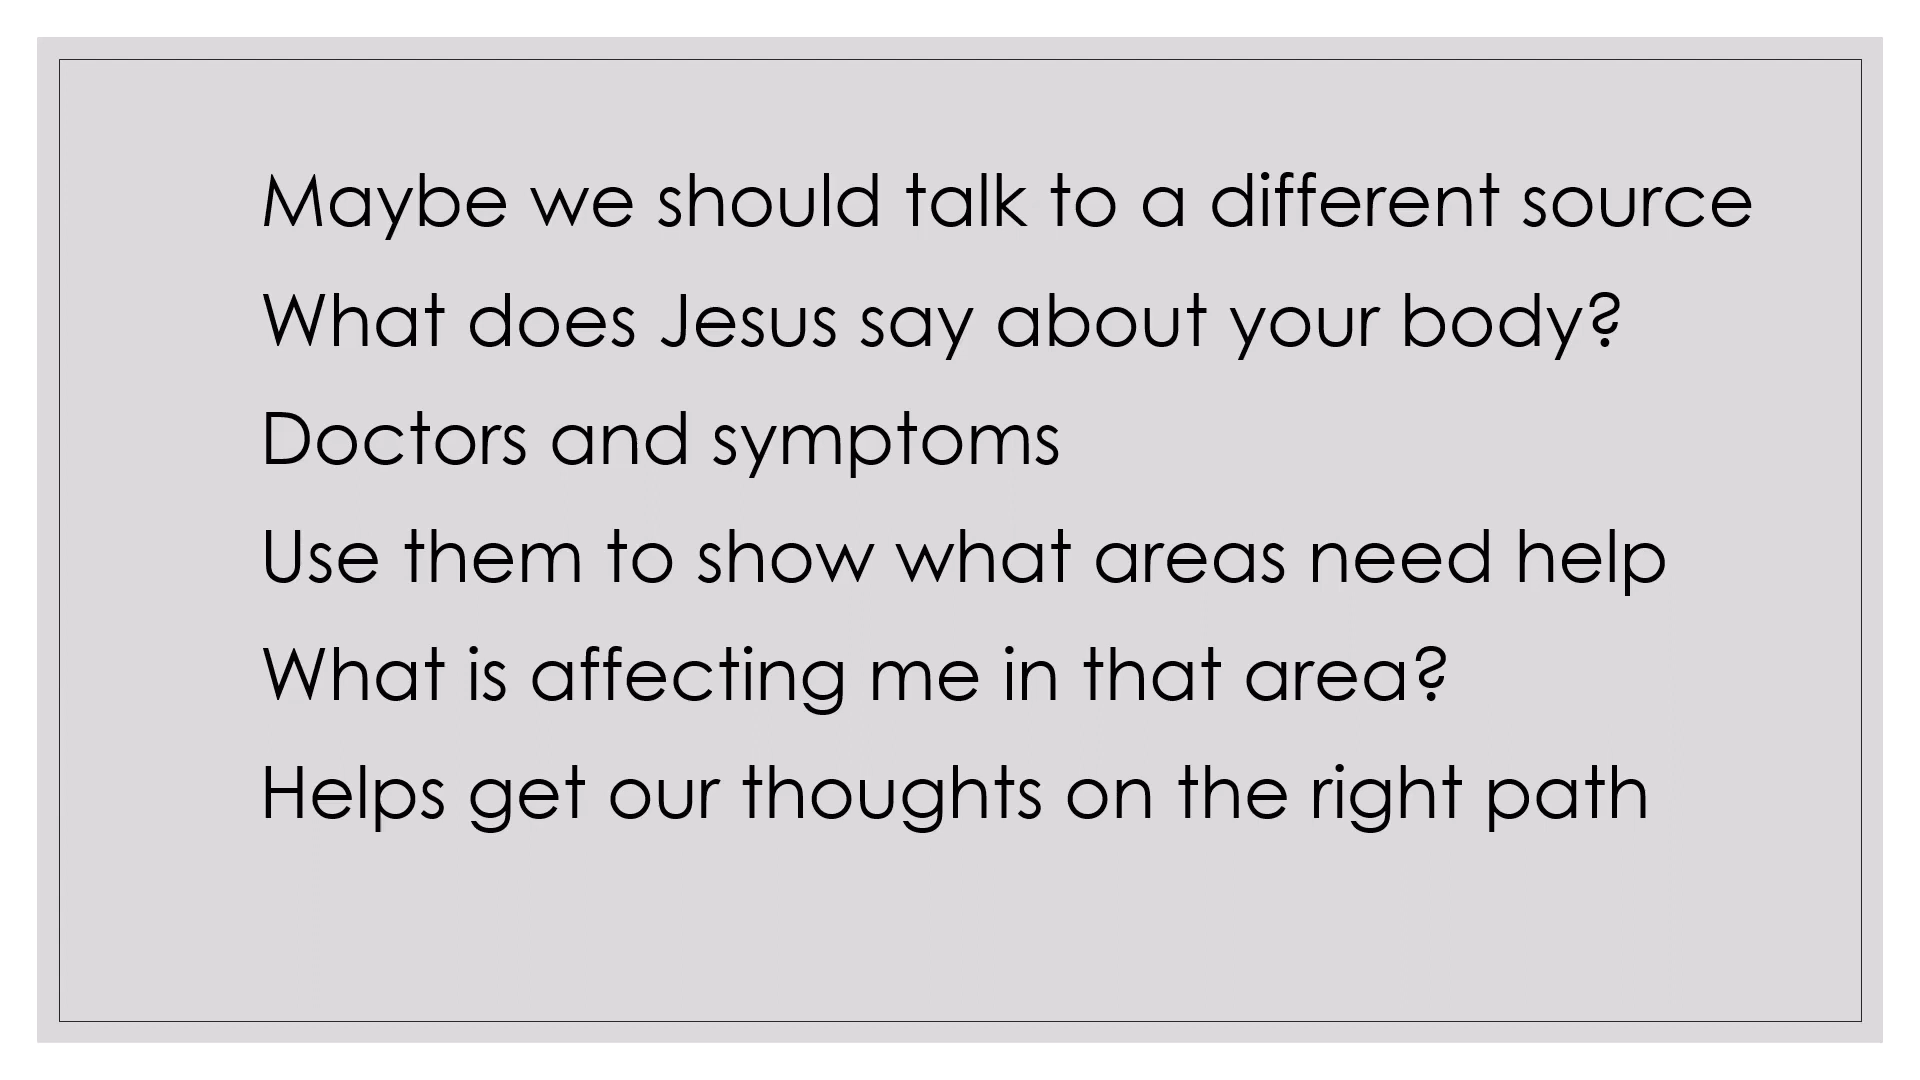 Maybe we should talk to a different source
What does Jesus say about your body?
Doctors and symptoms
Use them to show what areas need help
What is affecting me in that area?
Helps get our thoughts on the right path